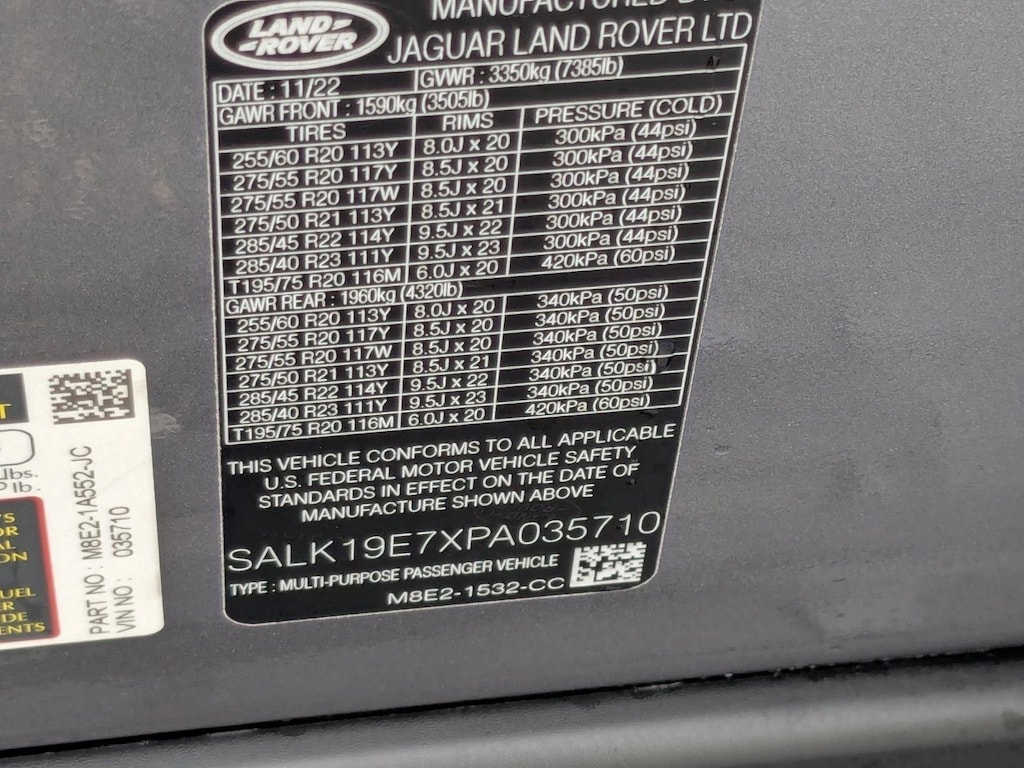 LAND-
-ROVER
MANUFACTURED BY
JAGUAR LAND ROVER LTD
DATE : 11/22 GVWR : 3350kg (7385lb)
GAWR FRONT : 1590kg (3505lb)
TIRES RIMS PRESSURE (COLD)
255/60 R20 113Y 8.0J x 20 300kPa (44psi)
275/55 R20 117Y 8.5J x 20 300kPa (44psi)
275/55 R20 117W 8.5J x 20 300kPa (44psi)
275/50 R21 113Y 8.5J x 21 300kPa (44psi)
285/45 R22 114Y 9.5J x 22 300kPa (44psi)
285/40 R23 111Y 9.5J x 23 300kPa (44psi)
T195/75 R20 116M 6.0J x 20 420kPa (60psi)
GAWR REAR : 1960kg (4320lb)
255/60 R20 113Y 8.0J x 20 340kPa (50psi)
275/55 R20 117Y 8.5J x 20 340kPa (50psi)
275/55 R20 117W 8.5J x 20 340kPa (50psi)
275/50 R21 113Y 8.5J x 21 340kPa (50psi)
285/45 R22 114Y 9.5J x 22 340kPa (50psi)
285/40 R23 111Y 9.5J x 23 340kPa (50psi)
T195/75 R20 116M 6.0J x 20 420kPa (60psi)
THIS VEHICLE CONFORMS TO ALL APPLICABLE
U.S. FEDERAL MOTOR VEHICLE SAFETY
STANDARDS IN EFFECT ON THE DATE OF
MANUFACTURE SHOWN ABOVE
SALK19E7XPA035710
TYPE : MULTI-PURPOSE PASSENGER VEHICLE
M8E2-1532-CC
PART NO : M8E2-1A552-JC
VIN NO : 035710
lbs.
lb.